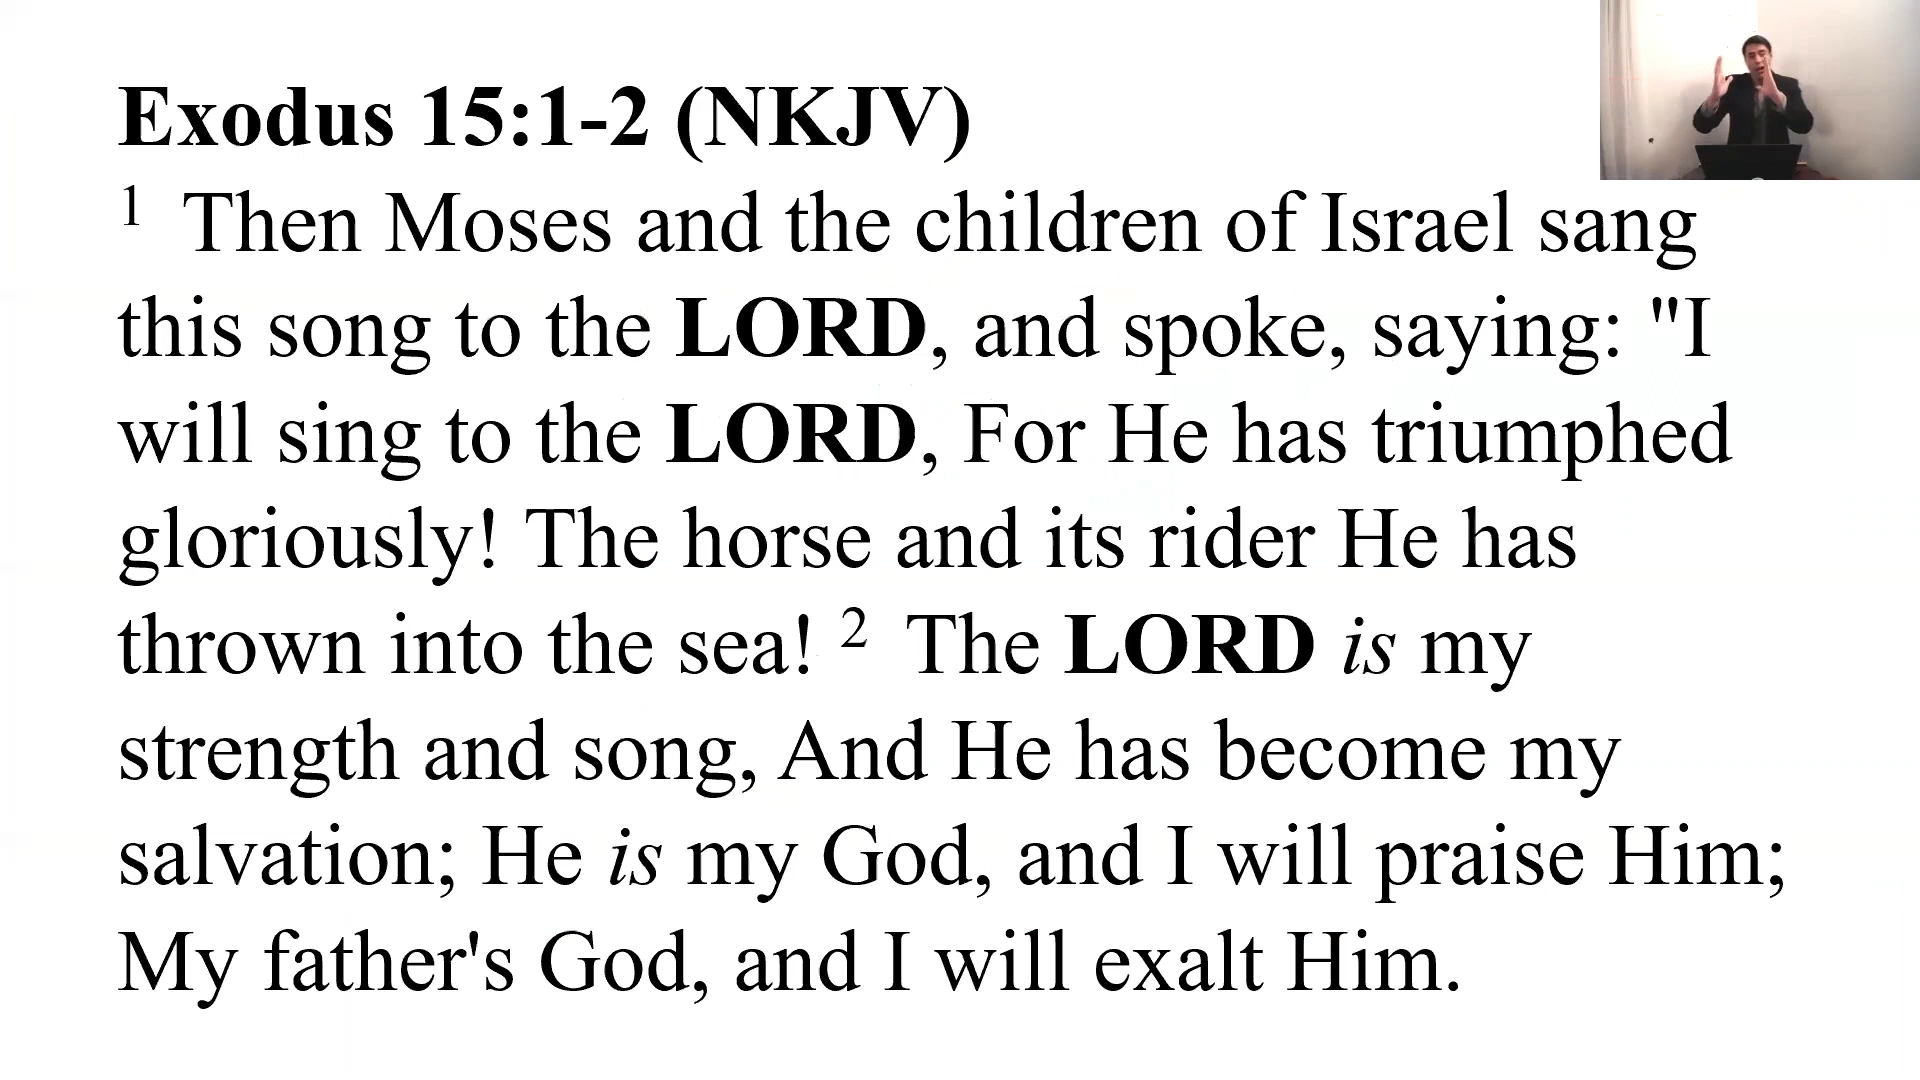 Exodus 15:1-2 (NKJV)
1 Then Moses and the children of Israel sang
this song to the LORD, and spoke, saying: "I
will sing to the LORD, For He has triumphed
gloriously! The horse and its rider He has
thrown into the sea! 2 The LORD is my
strength and song, And He has become my
salvation; He is my God, and I will praise Him;
My father's God, and I will exalt Him.